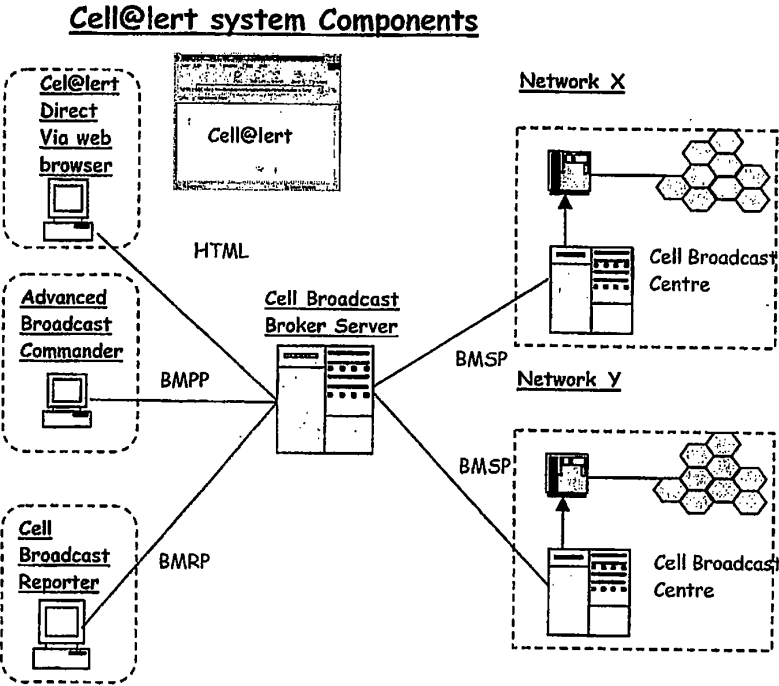 Cell@lert system Components
Cel@lert
Direct
Via web
browser
Cell@lert
HTML
Advanced
Broadcast
Commander
BMPP
Cell Broadcast
Broker Server
Cell
Broadcast
Reporter
BMRP
Network X
Cell Broadcast
Centre
BMSP
Network Y
BMSP
Cell Broadcast
Centre